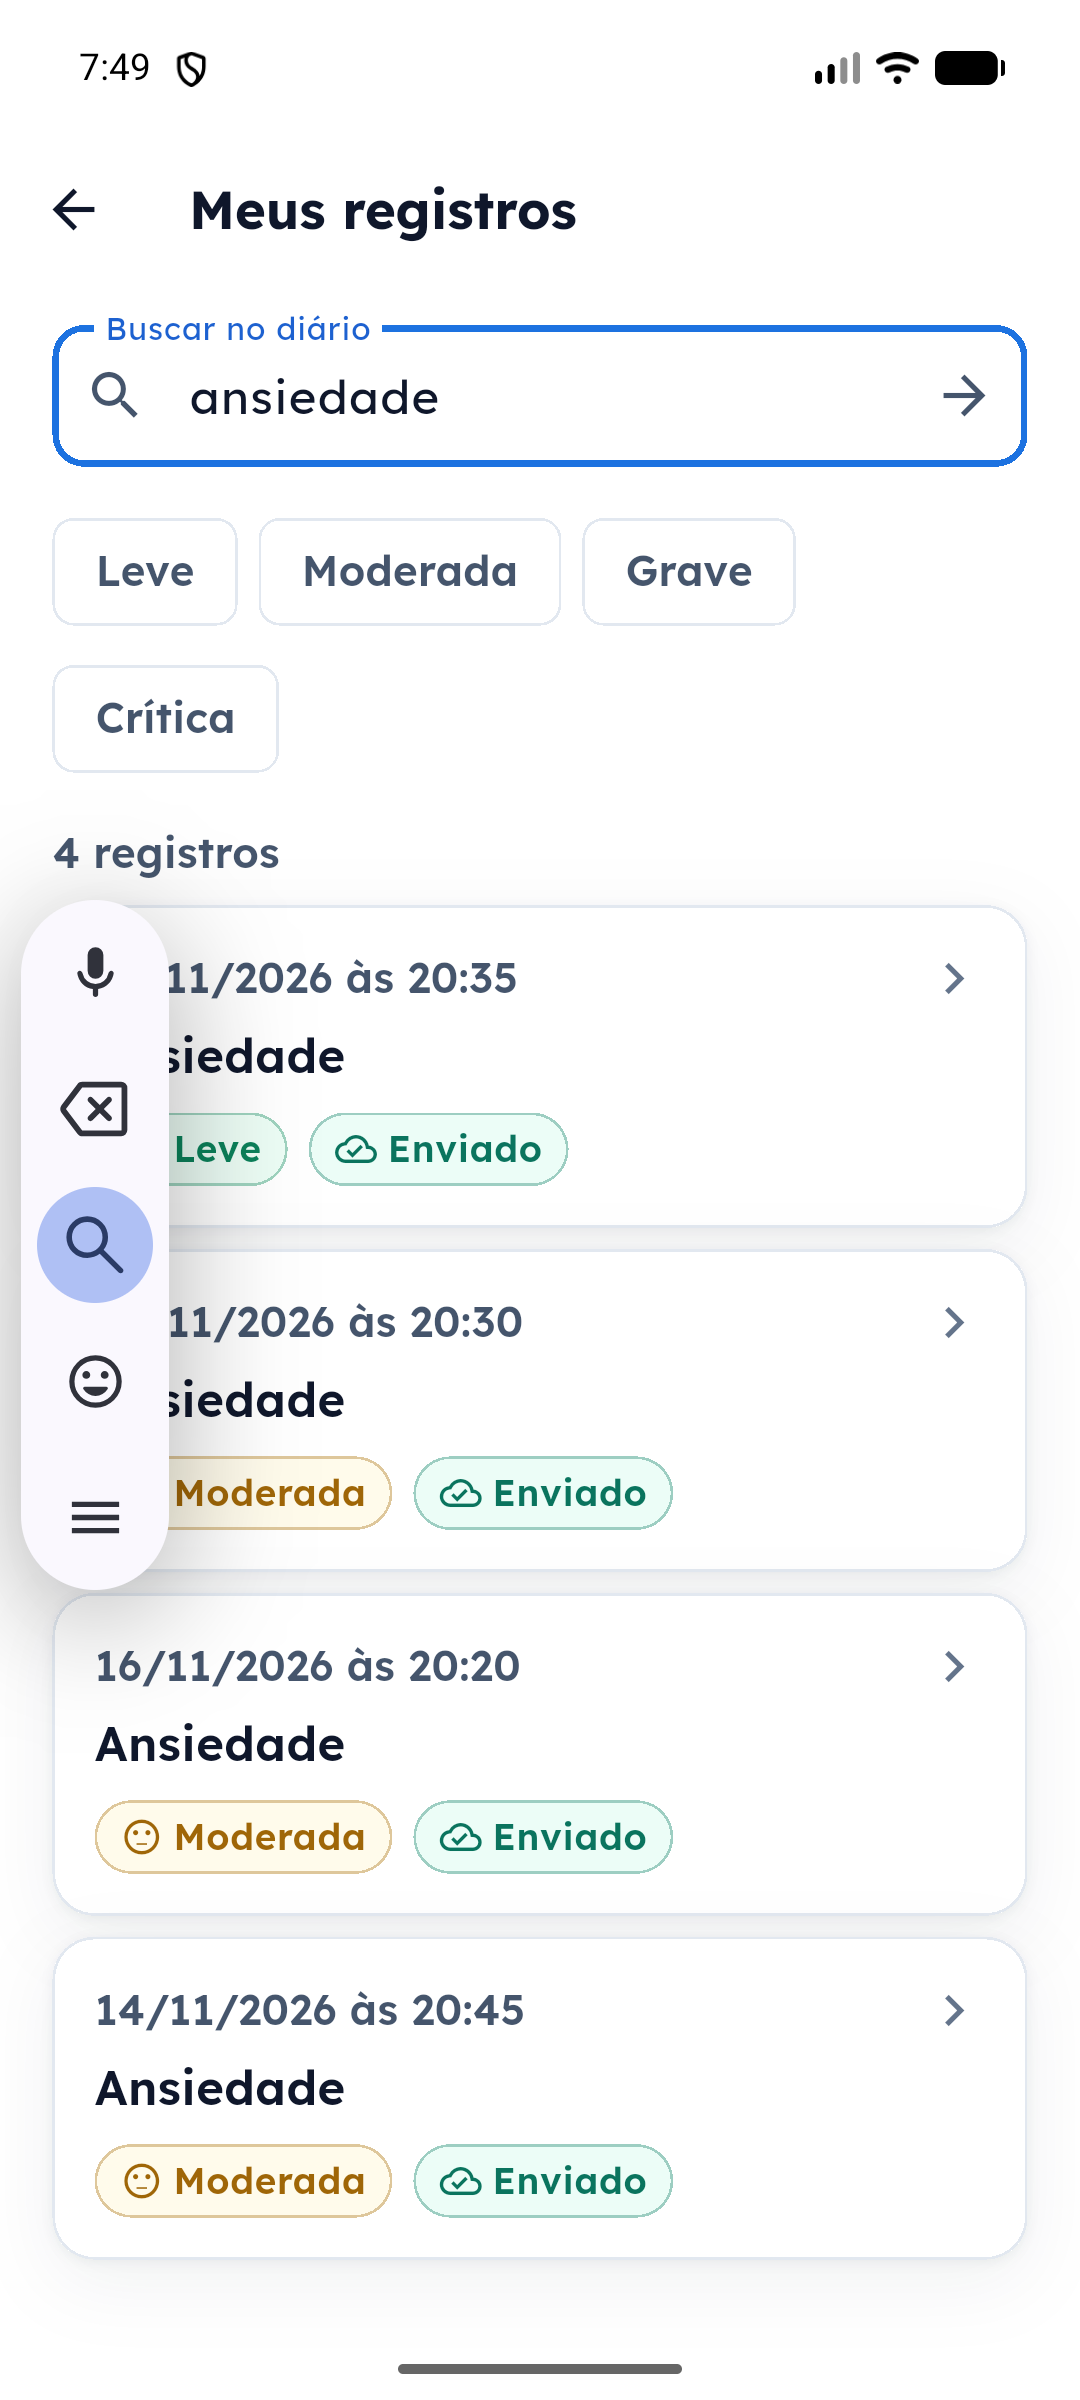 7:49
Meus registros
Buscar no diário
ansiedade
Leve
Moderada
Grave
Crítica
4 registros
11/2026 às 20:35
siedade
Leve
Enviado
11/2026 às 20:30
siedade
Moderada
Enviado
16/11/2026 às 20:20
Ansiedade
Moderada
Enviado
14/11/2026 às 20:45
Ansiedade
Moderada
Enviado